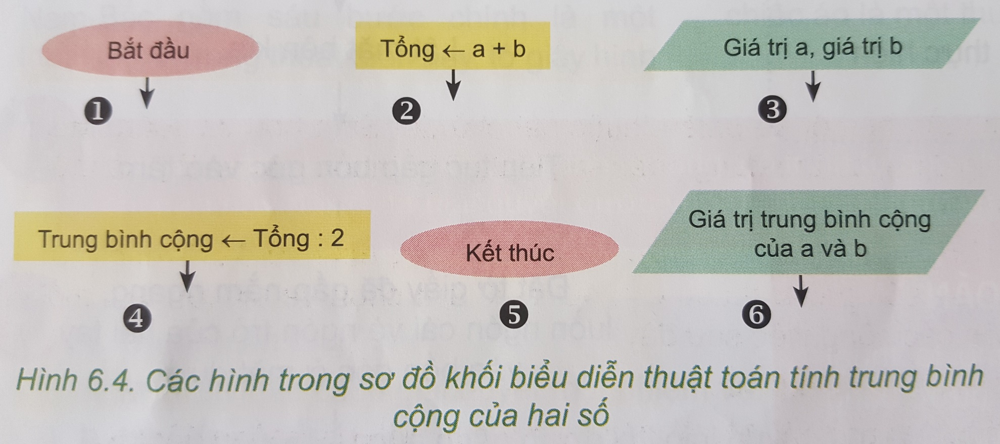 Bắt đầu
1
Tổng ← a + b
2
Giá trị a, giá trị b
3
Trung bình cộng ← Tổng : 2
4
Kết thúc
5
Giá trị trung bình cộng
của a và b
6
Hình 6.4. Các hình trong sơ đồ khối biểu diễn thuật toán tính trung bình
cộng của hai số